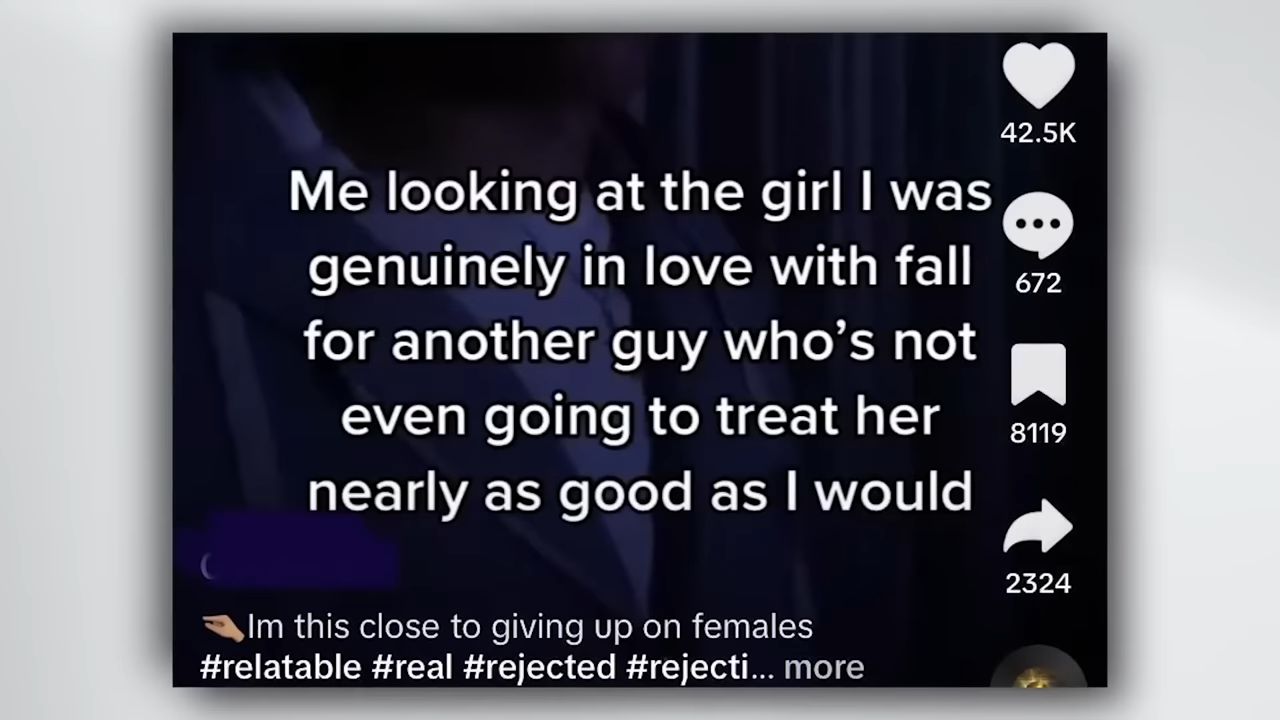 Me looking at the girl I was
genuinely in love with fall
for another guy who's not
even going to treat her
nearly as good as I would
Im this close to giving up on females
#relatable #real #rejected #rejecti... more
42.5K
672
8119
2324